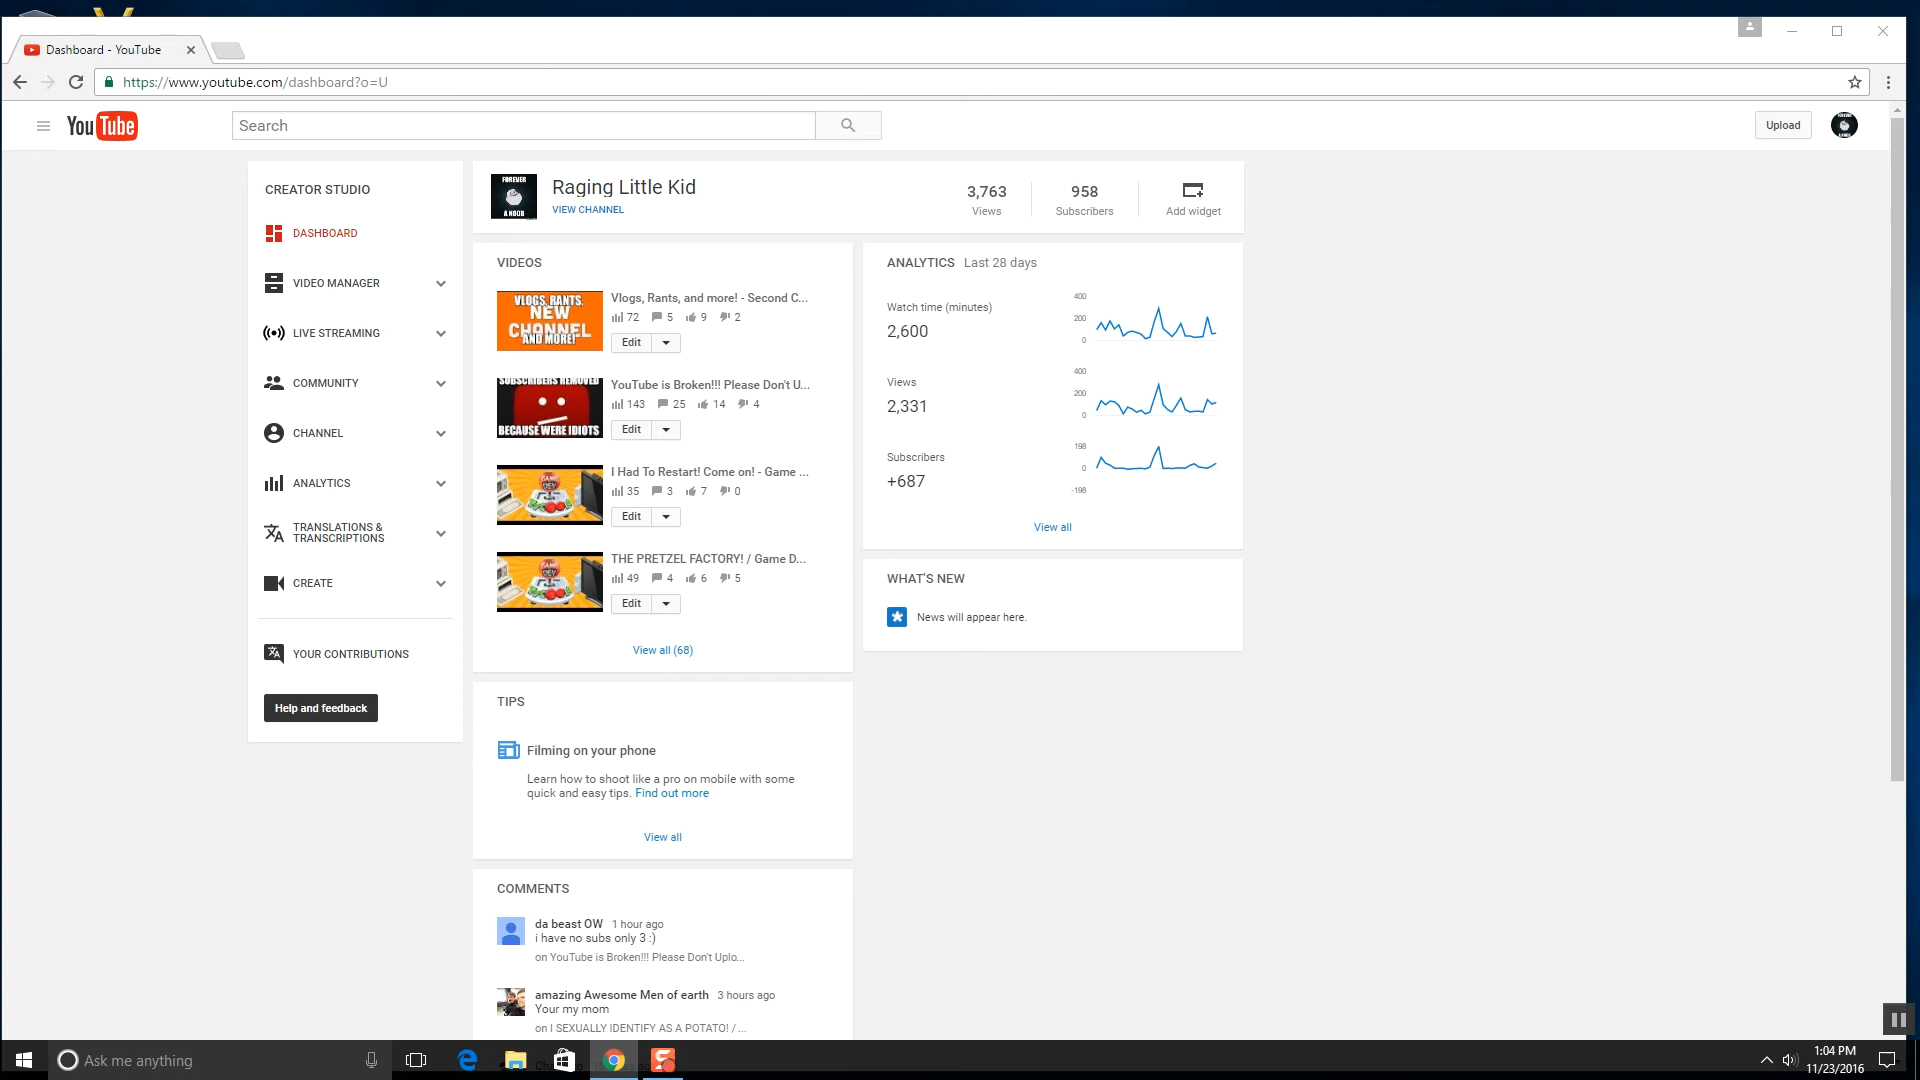 Dashboard - YouTube
https://www.youtube.com/dashboard?o=U
YouTube
Search
Upload
CREATOR STUDIO
DASHBOARD
VIDEO MANAGER
LIVE STREAMING
COMMUNITY
CHANNEL
ANALYTICS
TRANSLATIONS &
TRANSCRIPTIONS
CREATE
YOUR CONTRIBUTIONS
Help and feedback
FOREVER
A NOOB
Raging Little Kid
VIEW CHANNEL
3,763
Views
958
Subscribers
Add widget
VIDEOS
VLOGS, RANTS,
NEW
CHANNEL
AND MORE!
Vlogs, Rants, and more! - Second C...
72 5 9 2
Edit
SUBSCRIBERS REMOVED
BECAUSE WERE IDIOTS
YouTube is Broken!!! Please Don't U...
143 25 14 4
Edit
I Had To Restart! Come on! - Game ...
35 3 7 0
Edit
THE PRETZEL FACTORY! / Game D...
49 4 6 5
Edit
View all (68)
TIPS
Filming on your phone
Learn how to shoot like a pro on mobile with some
quick and easy tips. Find out more
View all
COMMENTS
da beast OW 1 hour ago
i have no subs only 3 :)
on YouTube is Broken!!! Please Don't Uplo...
amazing Awesome Men of earth 3 hours ago
Your my mom
on I SEXUALLY IDENTIFY AS A POTATO! / ...
ANALYTICS Last 28 days
Watch time (minutes)
2,600
400
200
0
Views
2,331
400
200
0
Subscribers
+687
198
0
-198
View all
WHAT'S NEW
News will appear here.
Ask me anything
1:04 PM
11/23/2016